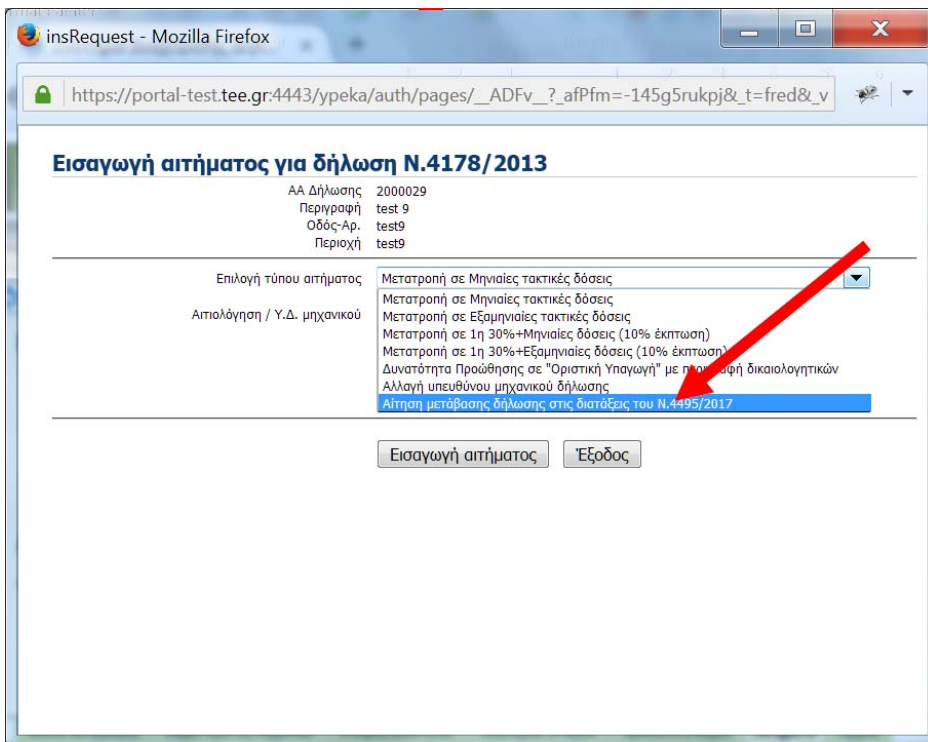 insRequest - Mozilla Firefox
https://portal-test.tee.gr:4443/ypeka/auth/pages/__ADFv__?_afPfm=-145g5rukpj&_t=fred&_v
Εισαγωγή αιτήματος για δήλωση Ν.4178/2013
ΑΑ Δήλωσης 2000029
Περιγραφή test 9
Οδός-Αρ. test9
Περιοχή test9
Επιλογή τύπου αιτήματος Μετατροπή σε Μηνιαίες τακτικές δόσεις
Μετατροπή σε Μηνιαίες τακτικές δόσεις
Αιτιολόγηση / Υ.Δ. μηχανικού Μετατροπή σε Εξαμηνιαίες τακτικές δόσεις
Μετατροπή σε 1η 30%+Μηνιαίες δόσεις (10% έκπτωση)
Μετατροπή σε 1η 30%+Εξαμηνιαίες δόσεις (10% έκπτωση)
Δυνατότητα Προώθησης σε "Οριστική Υπαγωγή" με δικαιολογητικών
Αλλαγή υπευθύνου μηχανικού δήλωσης
Αίτηση μετάβασης δήλωσης στις διατάξεις του Ν.4495/2017
Εισαγωγή αιτήματος Έξοδος